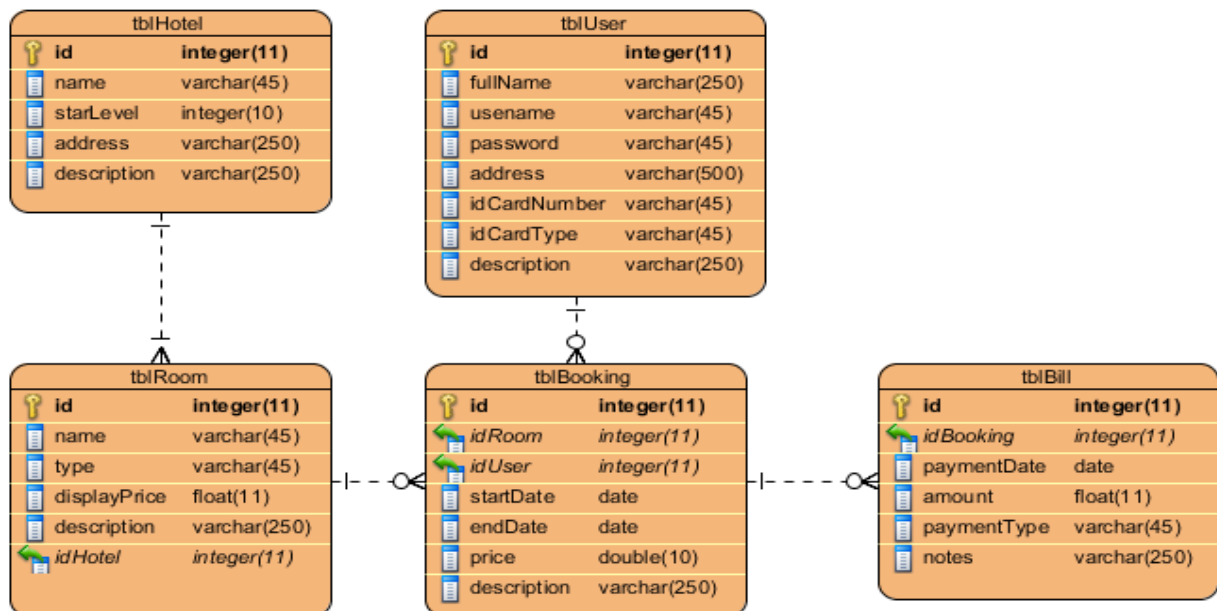 tblHotel
id integer(11)
name varchar(45)
starLevel integer(10)
address varchar(250)
description varchar(250)
tblUser
id integer(11)
fullName varchar(250)
usename varchar(45)
password varchar(45)
address varchar(500)
idCardNumber varchar(45)
idCardType varchar(45)
description varchar(250)
tblRoom
id integer(11)
name varchar(45)
type varchar(45)
displayPrice float(11)
description varchar(250)
idHotel integer(11)
tblBooking
id integer(11)
idRoom integer(11)
idUser integer(11)
startDate date
endDate date
price double(10)
description varchar(250)
tblBill
id integer(11)
idBooking integer(11)
paymentDate date
amount float(11)
paymentType varchar(45)
notes varchar(250)